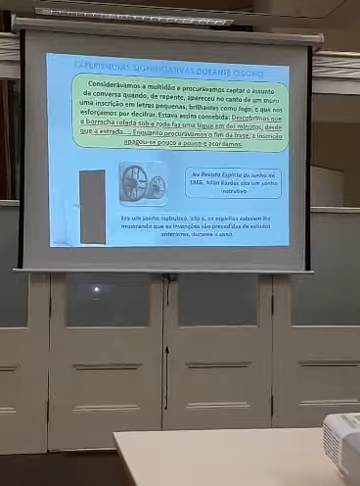 EXPERIÊNCIAS SIGNIFICATIVAS DURANTE O SONO
Considerávamos a multidão e procurávamos captar o assunto
da conversa quando, de repente, apareceu no canto de um muro
uma inscrição em letras pequenas, brilhantes como fogo, e que nos
esforçamos por decifrar. Estava assim concebida: Descobrimos que
a borracha colada sob a roda faz uma légua em dez minutos, desde
que a estrada.... Enquanto procurávamos o fim da frase, a inscrição
apagou-se pouco a pouco e acordamos.
Na Revista Espírita de junho de
1866, Allan Kardec cita um sonho
instrutivo
Era um sonho instrutivo, isto é, os espíritos estavam lhe
mostrando que as invenções são precedidas de estudos
anteriores, durante o sono.